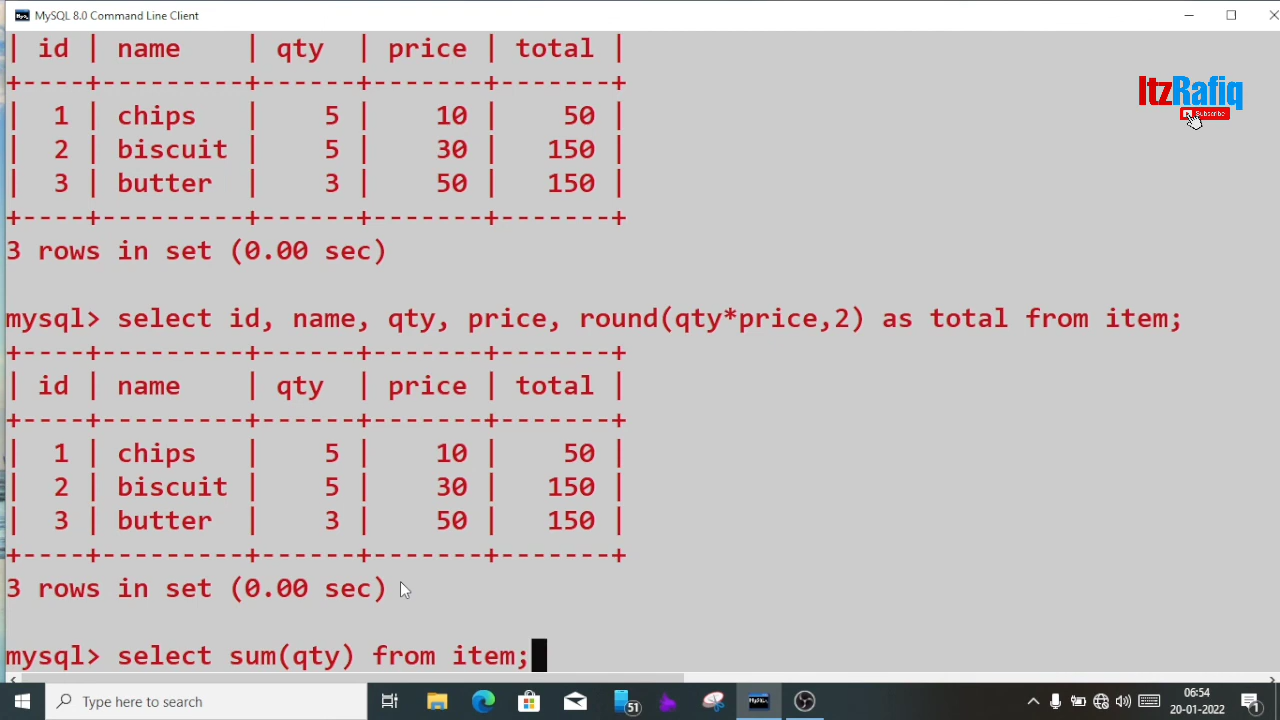 MySQL 8.0 Command Line Client
| id | name    | qty  | price | total |
+----+---------+------+-------+-------+
|  1 | chips   |    5 |    10 |    50 |
|  2 | biscuit |    5 |    30 |   150 |
|  3 | butter  |    3 |    50 |   150 |
+----+---------+------+-------+-------+
3 rows in set (0.00 sec)
mysql> select id, name, qty, price, round(qty*price,2) as total from item;
+----+---------+------+-------+-------+
| id | name    | qty  | price | total |
+----+---------+------+-------+-------+
|  1 | chips   |    5 |    10 |    50 |
|  2 | biscuit |    5 |    30 |   150 |
|  3 | butter  |    3 |    50 |   150 |
+----+---------+------+-------+-------+
3 rows in set (0.00 sec)
mysql> select sum(qty) from item;
ItzRafiq
Subscribe
Type here to search
51
06:54
20-01-2022
1